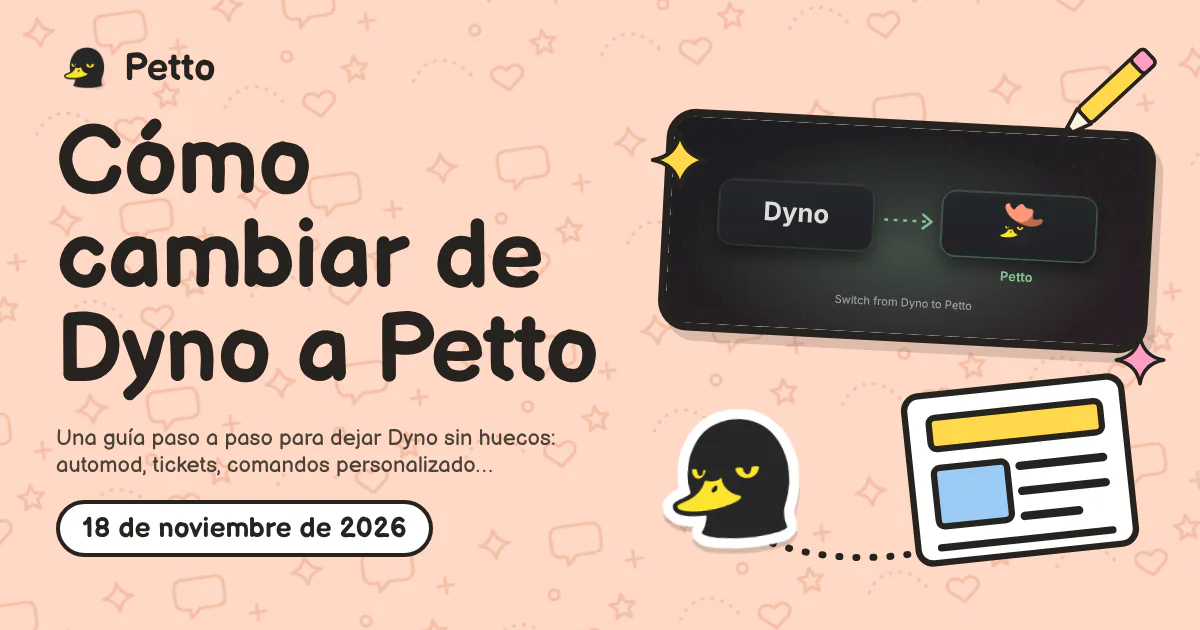 Petto
Cómo
cambiar de
Dyno a Petto
Una guía paso a paso para dejar Dyno sin huecos:
automod, tickets, comandos personalizado...
18 de noviembre de 2026
Dyno
Petto
Switch from Dyno to Petto